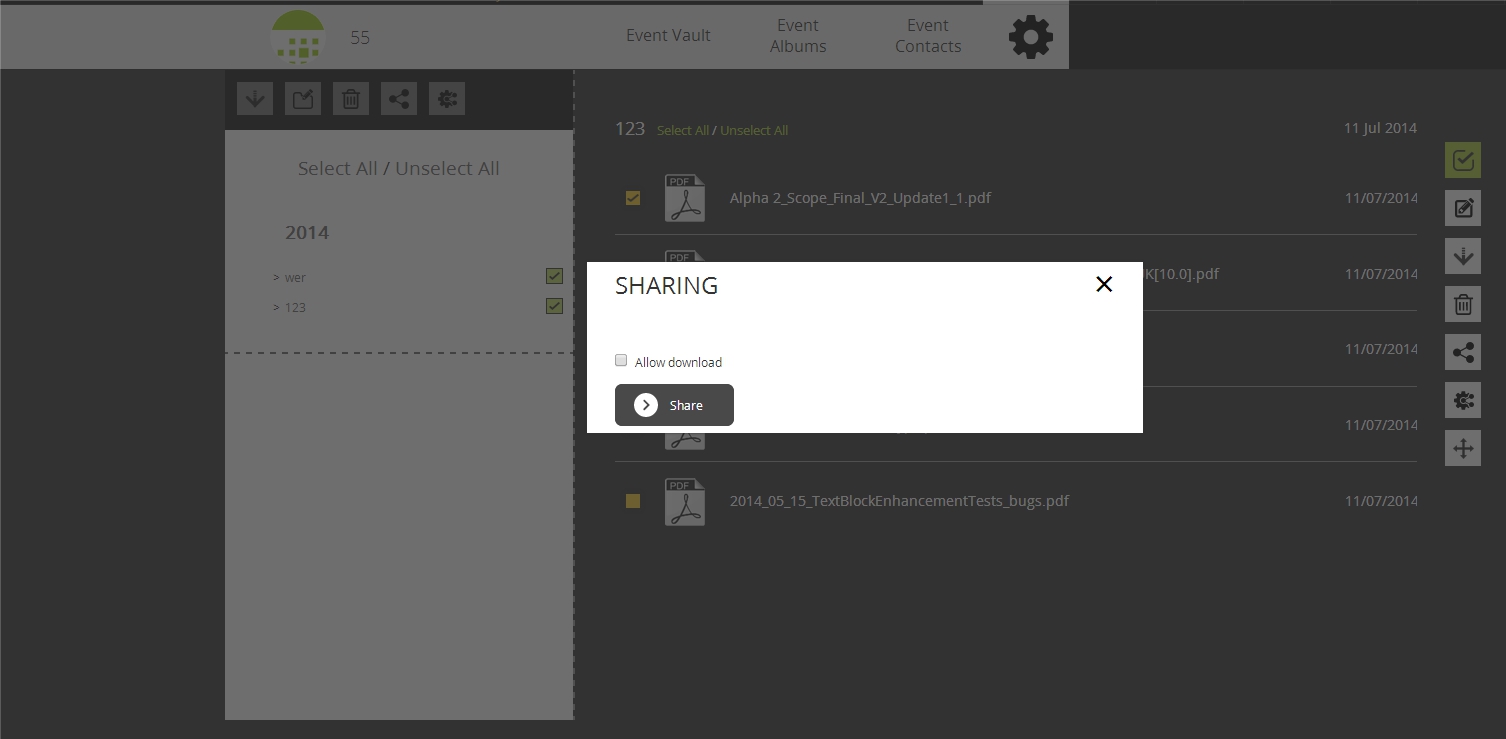 55
Event Vault
Event
Albums
Event
Contacts
Select All / Unselect All
2014
> wer
> 123
123 Select All / Unselect All 11 Jul 2014
PDF Alpha 2_Scope_Final_V2_Update1_1.pdf 11/07/2014
PDF [10.0].pdf 11/07/2014
SHARING
11/07/2014
Allow download
Share
11/07/2014
PDF 2014_05_15_TextBlockEnhancementTests_bugs.pdf 11/07/2014